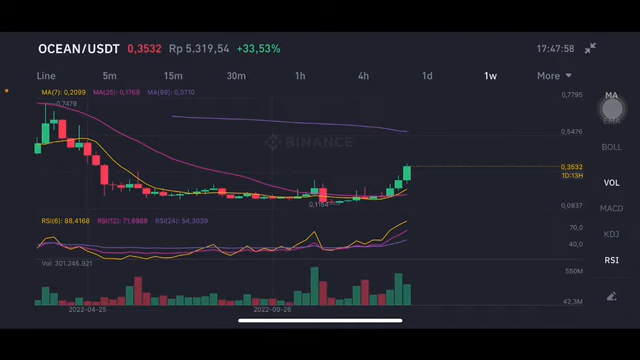 OCEAN/USDT 0,3532 Rp 5.319,54 +33,53% 17:47:58
Line 5m 15m 30m 1h 4h 1d 1w More
MA(7): 0,2099 MA(25): 0,1768 MA(99): 0,5710
0,7795
MA
0,7479
EMA
0,5476
BINANCE
BOLL
0,3532
1D:13H
VOL
0,1164
0,0837
MACD
RSI(6): 88,4168 RSI(12): 71,6968 RSI(24): 54,3039
70,0
KDJ
40,0
Vol: 301.246.921
RSI
550M
42,3M
2022-04-25 2022-09-26